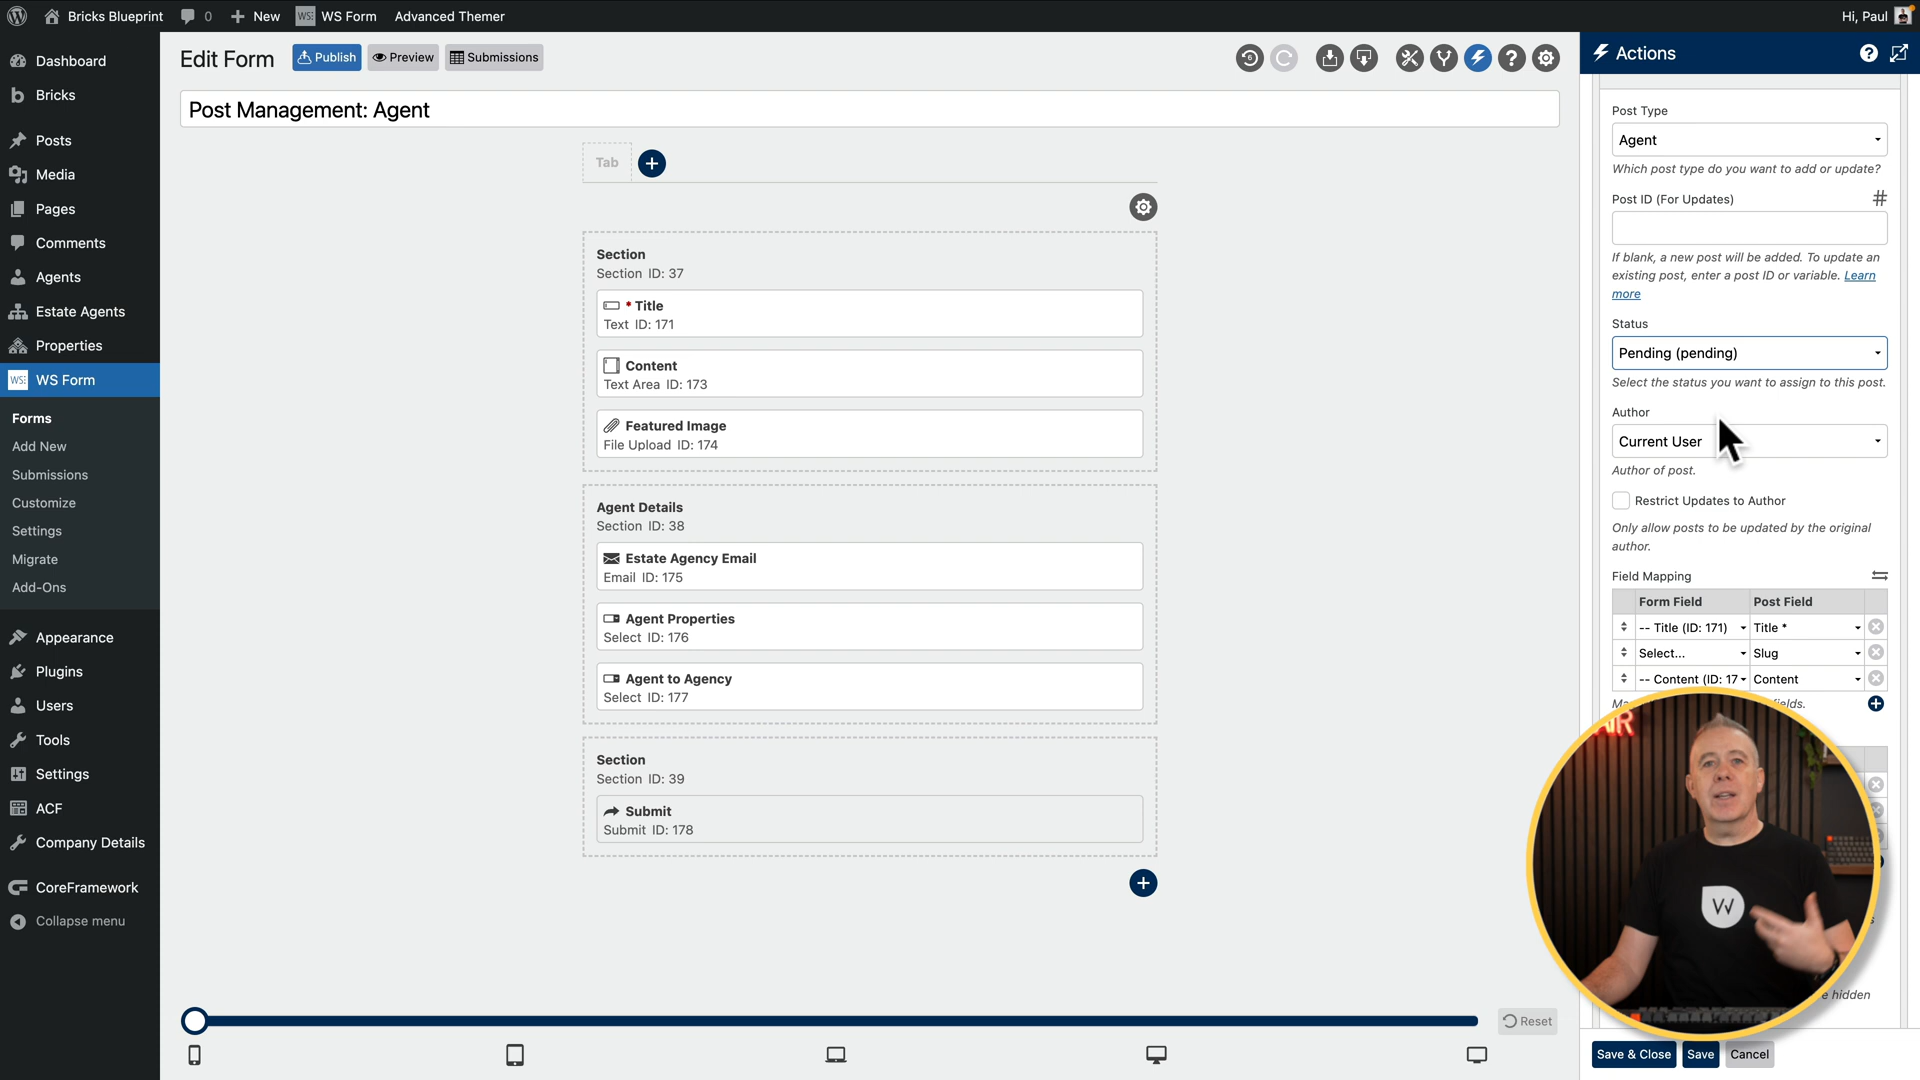 Bricks Blueprint
0
New
WS Form
Advanced Themer
Hi, Paul
Dashboard
Bricks
Posts
Media
Pages
Comments
Agents
Estate Agents
Properties
WS Form
Forms
Add New
Submissions
Customize
Settings
Migrate
Add-Ons
Appearance
Plugins
Users
Tools
Settings
ACF
Company Details
CoreFramework
Collapse menu
Edit Form
Publish
Preview
Submissions
Post Management: Agent
Tab
Section
Section ID: 37
* Title
Text ID: 171
Content
Text Area ID: 173
Featured Image
File Upload ID: 174
Agent Details
Section ID: 38
Estate Agency Email
Email ID: 175
Agent Properties
Select ID: 176
Agent to Agency
Select ID: 177
Section
Section ID: 39
Submit
Submit ID: 178
Reset
Actions
Post Type
Agent
Which post type do you want to add or update?
Post ID (For Updates)
#
If blank, a new post will be added. To update an
existing post, enter a post ID or variable. Learn
more
Status
Pending (pending)
Select the status you want to assign to this post.
Author
Current User
Author of post.
Restrict Updates to Author
Only allow posts to be updated by the original
author.
Field Mapping
Form Field Post Field
-- Title (ID: 171) Title *
Select... Slug
-- Content (ID: 17 Content
fields.
AIR
W
hidden
Save & Close
Save
Cancel